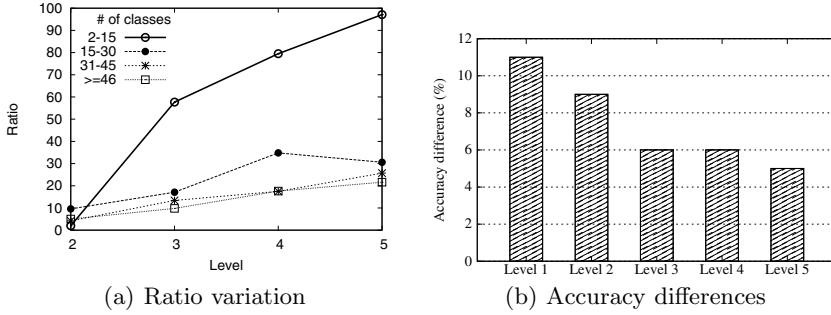 # of classes
2-15
15-30
31-45
>=46
100
90
80
70
60
50
40
30
20
10
0
Ratio
2 3 4 5
Level
(a) Ratio variation
12
10
8
6
4
2
0
Accuracy difference (%)
Level 1 Level 2 Level 3 Level 4 Level 5
(b) Accuracy differences